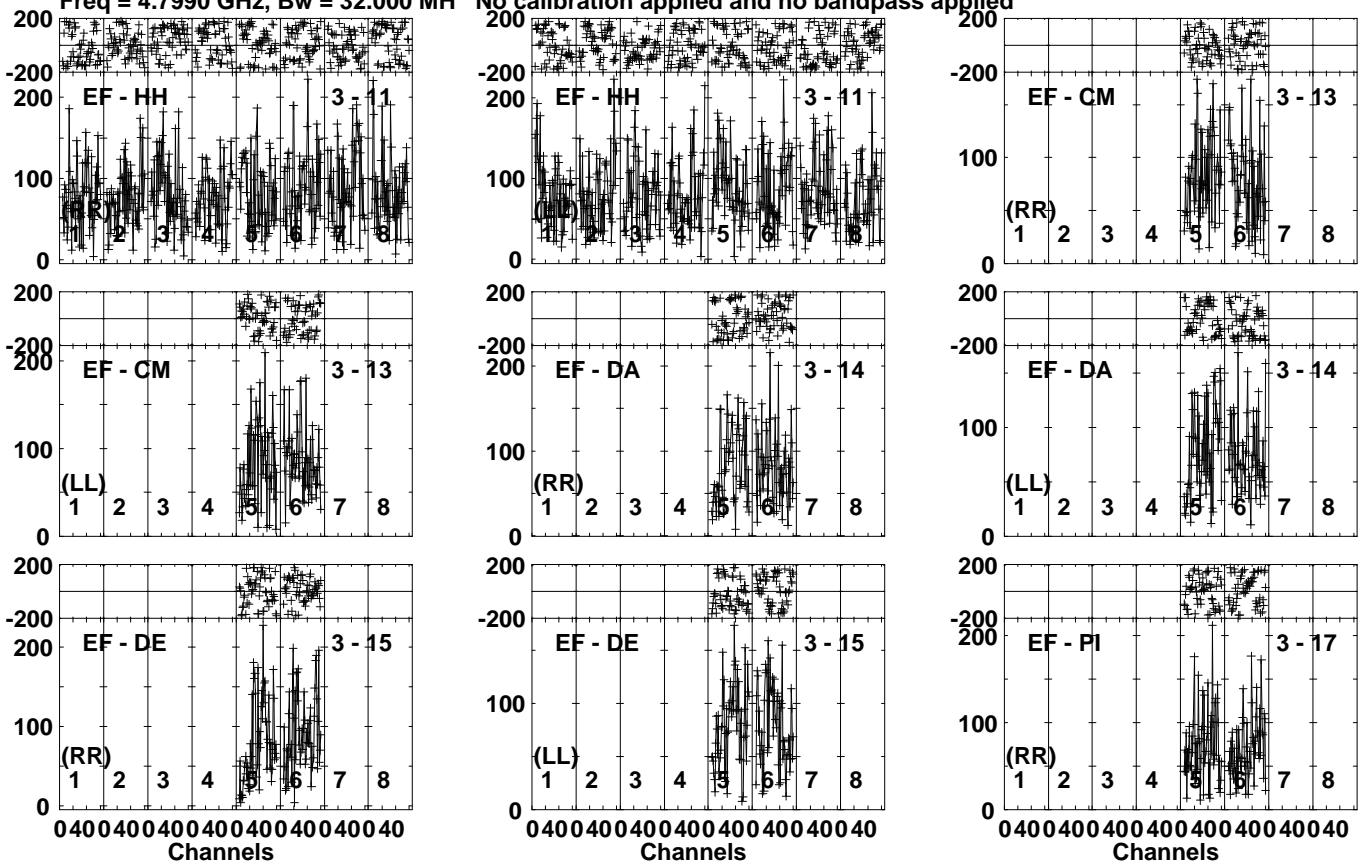 Freq = 4.7990 GHz, Bw = 32.000 MH No calibration applied and no bandpass applied
200 200 200
-200 -200 -200
200 EF - HH 3 - 11 200 EF - HH 3 - 11 EF - CM 3 - 13
100 100 100
(RR) (LL) (RR)
1 2 3 4 5 6 7 8 1 2 3 4 5 6 7 8 1 2 3 4 5 6 7 8
0 0 0
200 200 200
-200 -200 -200
200 EF - CM 3 - 13 200 EF - DA 3 - 14 EF - DA 3 - 14
100 100 100
(LL) (RR) (LL)
1 2 3 4 5 6 7 8 1 2 3 4 5 6 7 8 1 2 3 4 5 6 7 8
0 0 0
200 200 200
-200 -200 -200
200 EF - DE 3 - 15 EF - DE 3 - 15 200 EF - PI 3 - 17
100 100 100
(RR) (LL) (RR)
1 2 3 4 5 6 7 8 1 2 3 4 5 6 7 8 1 2 3 4 5 6 7 8
0 0 0
0 40 0 40 0 40 0 40 0 40 0 40 0 40 0 40 0 40 0 40 0 40 0 40 0 40 0 40 0 40 0 40 0 40 0 40 0 40 0 40 0 40 0 40 0 40 0 40
Channels Channels